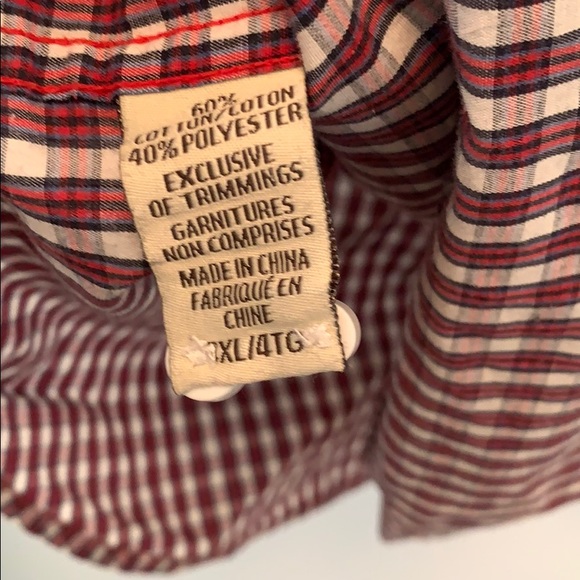 60%
COTTON/COTON
40% POLYESTER
EXCLUSIVE
OF TRIMMINGS
GARNITURES
NON COMPRISES
MADE IN CHINA
FABRIQUÉ EN
CHINE
XL/4TG